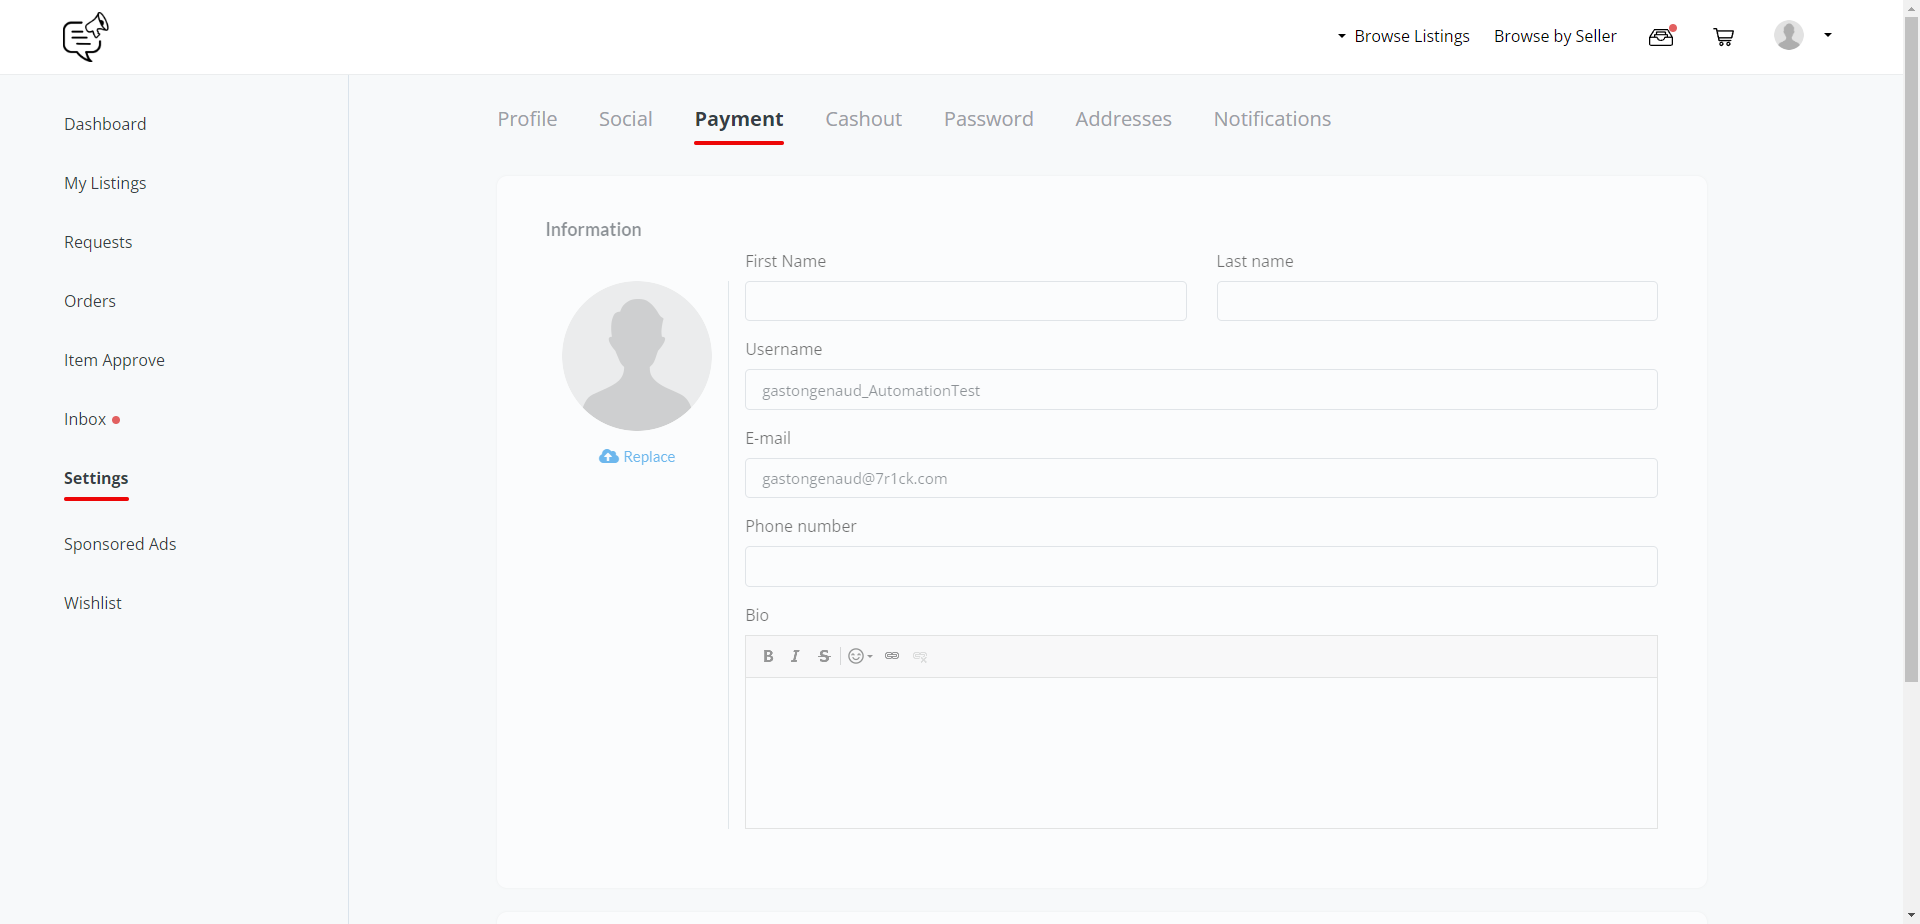 Browse Listings Browse by Seller
Dashboard
My Listings
Requests
Orders
Item Approve
Inbox
Settings
Sponsored Ads
Wishlist
Profile Social Payment Cashout Password Addresses Notifications
Information
First Name Last name
Username
gastongenaud_AutomationTest
E-mail
gastongenaud@7r1ck.com
Replace
Phone number
Bio
B I S